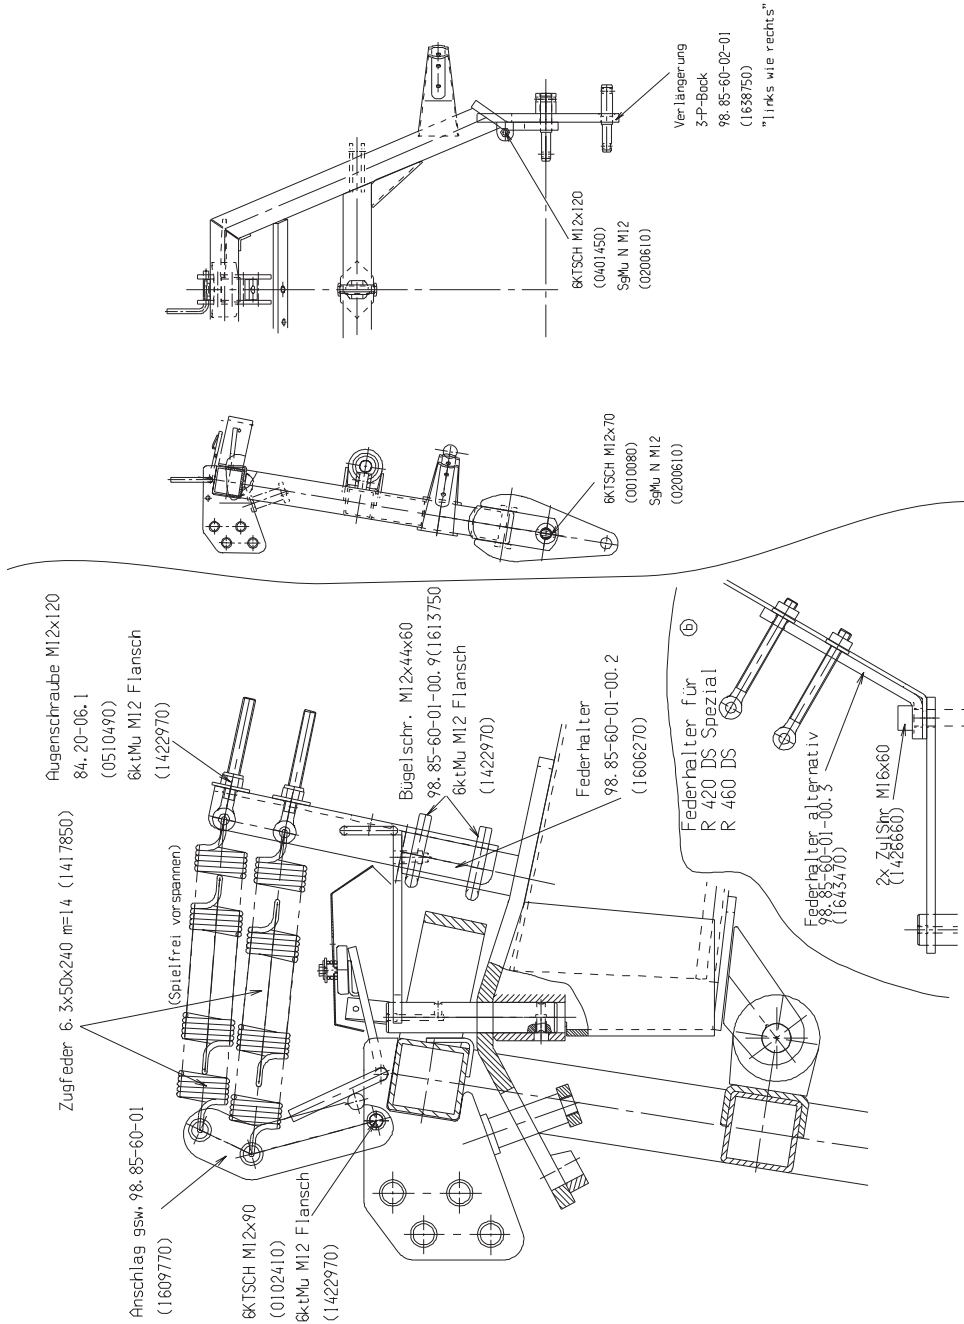 Anschlag gsw. 98.85-60-01
(1609770)
Zugfeder 6.3x50x240 m=14 (1417850)
(Spielfrei vorspannen)
Augenschraube M12x120
84.20-06.1
(0510490)
6ktMu M12 Flansch
(1422970)
6KTSCH M12x90
(0102410)
6ktMu M12 Flansch
(1422970)
Bügelschr. M12x44x60
98.85-60-01-00.9(1613750
6ktMu M12 Flansch
(1422970)
Federhalter
98.85-60-01-00.2
(1606270)
Federhalter für
R 420 DS Spezial
R 460 DS
b
Federhalter alternativ
98.85-60-01-00.3
(1643470)
2x ZylShr M16x60
(1426660)
6KTSCH M12x70
(0010080)
SgMu N M12
(0200610)
6KTSCH M12x120
(0401450)
SgMu N M12
(0200610)
Verlängerung
3-P-Bock
98.85-60-02-01
(1638750)
"links wie rechts"